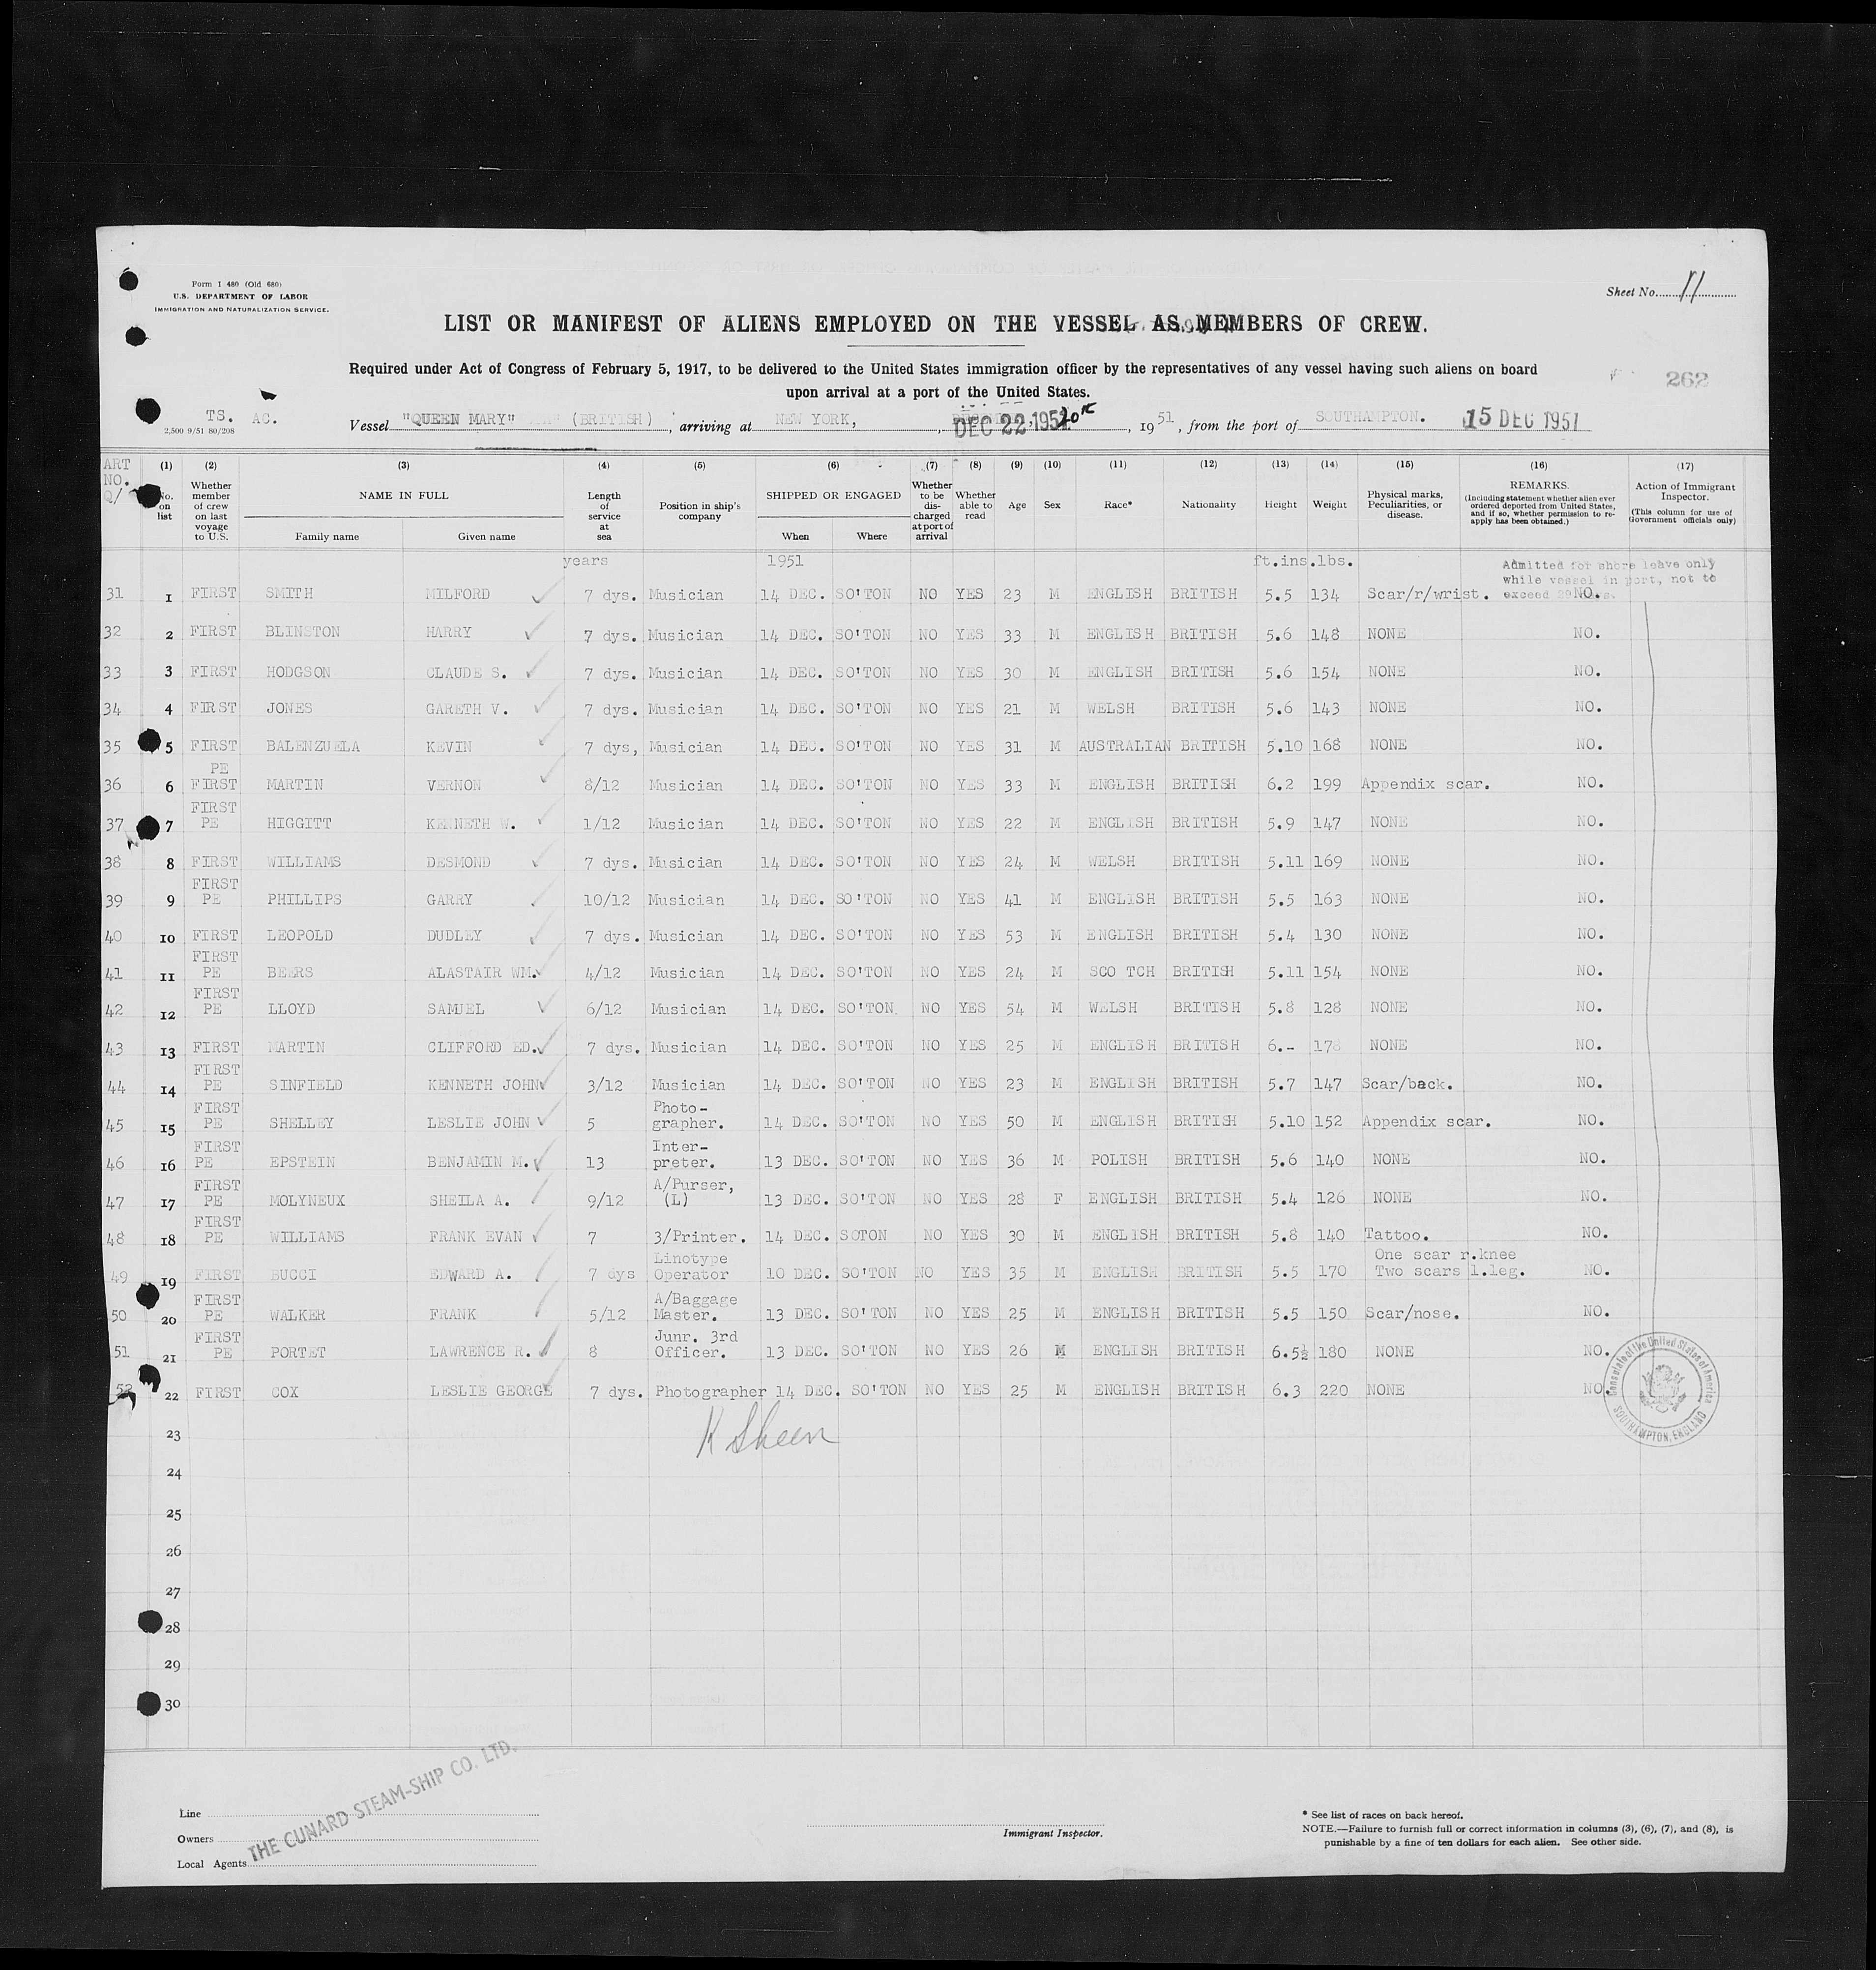 Form I 480 (Old 680)
U.S. DEPARTMENT OF LABOR
IMMIGRATION AND NATURALIZATION SERVICE.
Sheet No. 11
LIST OR MANIFEST OF ALIENS EMPLOYED ON THE VESSEL AS MEMBERS OF CREW.
Required under Act of Congress of February 5, 1917, to be delivered to the United States immigration officer by the representatives of any vessel having such aliens on board
upon arrival at a port of the United States.
262
TS. AC.
2,500 9/51 80/208
Vessel "QUEEN MARY" (BRITISH), arriving at NEW YORK, DEC 22 1951, 1951, from the port of SOUTHAMPTON. 15 DEC 1951
ART NO. Q/
(1) No. on list
(2) Whether member of crew on last voyage to U.S.
(3) NAME IN FULL Family name Given name
(4) Length of service at sea
(5) Position in ship's company
(6) SHIPPED OR ENGAGED When Where
(7) Whether to be discharged at port of arrival
(8) Whether able to read
(9) Age
(10) Sex
(11) Race*
(12) Nationality
(13) Height
(14) Weight
(15) Physical marks, Peculiarities, or disease.
(16) REMARKS. (Including statement whether alien ever ordered deported from United States, and if so, whether permission to re-apply has been obtained.)
(17) Action of Immigrant Inspector. (This column for use of Government officials only)
years 1951 ft.ins.lbs.
Admitted for shore leave only
while vessel in port, not to
exceed 29
31 1 FIRST SMITH MILFORD 7 dys. Musician 14 DEC. SO'TON NO YES 23 M ENGLISH BRITISH 5.5 134 Scar/r/wrist. NO.
32 2 FIRST BLINSTON HARRY 7 dys. Musician 14 DEC. SO'TON NO YES 33 M ENGLISH BRITISH 5.6 148 NONE NO.
33 3 FIRST HODGSON CLAUDE S. 7 dys. Musician 14 DEC. SO'TON NO YES 30 M ENGLISH BRITISH 5.6 154 NONE NO.
34 4 FIRST JONES GARETH V. 7 dys. Musician 14 DEC. SO'TON NO YES 21 M WELSH BRITISH 5.6 143 NONE NO.
35 5 FIRST BALENZUELA KEVIN 7 dys, Musician 14 DEC. SO'TON NO YES 31 M AUSTRALIAN BRITISH 5.10 168 NONE NO.
36 6 PE FIRST MARTIN VERNON 8/12 Musician 14 DEC. SO'TON NO YES 33 M ENGLISH BRITISH 6.2 199 Appendix scar. NO.
37 7 FIRST PE HIGGITT KENNETH W. 1/12 Musician 14 DEC. SO'TON NO YES 22 M ENGLISH BRITISH 5.9 147 NONE NO.
38 8 FIRST WILLIAMS DESMOND 7 dys. Musician 14 DEC. SO'TON NO YES 24 M WELSH BRITISH 5.11 169 NONE NO.
39 9 FIRST PE PHILLIPS GARRY 10/12 Musician 14 DEC. SO'TON NO YES 41 M ENGLISH BRITISH 5.5 163 NONE NO.
40 10 FIRST LEOPOLD DUDLEY 7 dys. Musician 14 DEC. SO'TON NO YES 53 M ENGLISH BRITISH 5.4 130 NONE NO.
41 11 FIRST PE BEERS ALASTAIR WM. 4/12 Musician 14 DEC. SO'TON NO YES 24 M SCO TCH BRITISH 5.11 154 NONE NO.
42 12 FIRST PE LLOYD SAMUEL 6/12 Musician 14 DEC. SO'TON. NO YES 54 M WELSH BRITISH 5.8 128 NONE NO.
43 13 FIRST MARTIN CLIFFORD ED. 7 dys. Musician 14 DEC. SO'TON NO YES 25 M ENGLISH BRITISH 6.- 178 NONE NO.
44 14 FIRST PE SINFIELD KENNETH JOHN 3/12 Musician 14 DEC. SO'TON NO YES 23 M ENGLISH BRITISH 5.7 147 Scar/back. NO.
45 15 FIRST PE SHELLEY LESLIE JOHN 5 Photo-grapher. 14 DEC. SO'TON NO YES 50 M ENGLISH BRITISH 5.10 152 Appendix scar. NO.
46 16 FIRST PE EPSTEIN BENJAMIN M. 13 Inter-preter. 13 DEC. SO'TON NO YES 36 M POLISH BRITISH 5.6 140 NONE NO.
47 17 FIRST PE MOLYNEUX SHEILA A. 9/12 A/Purser, (L) 13 DEC. SO'TON NO YES 28 F ENGLISH BRITISH 5.4 126 NONE NO.
48 18 FIRST PE WILLIAMS FRANK EVAN 7 3/Printer. 14 DEC. SOTON NO YES 30 M ENGLISH BRITISH 5.8 140 Tattoo. NO.
49 19 FIRST BUCCI EDWARD A. 7 dys Linotype Operator 10 DEC. SO'TON NO YES 35 M ENGLISH BRITISH 5.5 170 One scar r.knee Two scars l.leg. NO.
50 20 FIRST PE WALKER FRANK 5/12 A/Baggage Master. 13 DEC. SO'TON NO YES 25 M ENGLISH BRITISH 5.5 150 Scar/nose. NO.
51 21 FIRST PE PORTET LAWRENCE R. 8 Junr. 3rd Officer. 13 DEC. SO'TON NO YES 26 M ENGLISH BRITISH 6.5½ 180 NONE NO.
52 22 FIRST COX LESLIE GEORGE 7 dys. Photographer 14 DEC. SO'TON NO YES 25 M ENGLISH BRITISH 6.3 220 NONE NO.
Consulate of the United States of America
SOUTHAMPTON, ENGLAND
K Sheen
23
24
25
26
27
28
29
30
Line
Owners
Local Agents
THE CUNARD STEAM-SHIP CO. LTD.
Immigrant Inspector.
* See list of races on back hereof.
NOTE.—Failure to furnish full or correct information in columns (3), (6), (7), and (8), is
punishable by a fine of ten dollars for each alien. See other side.